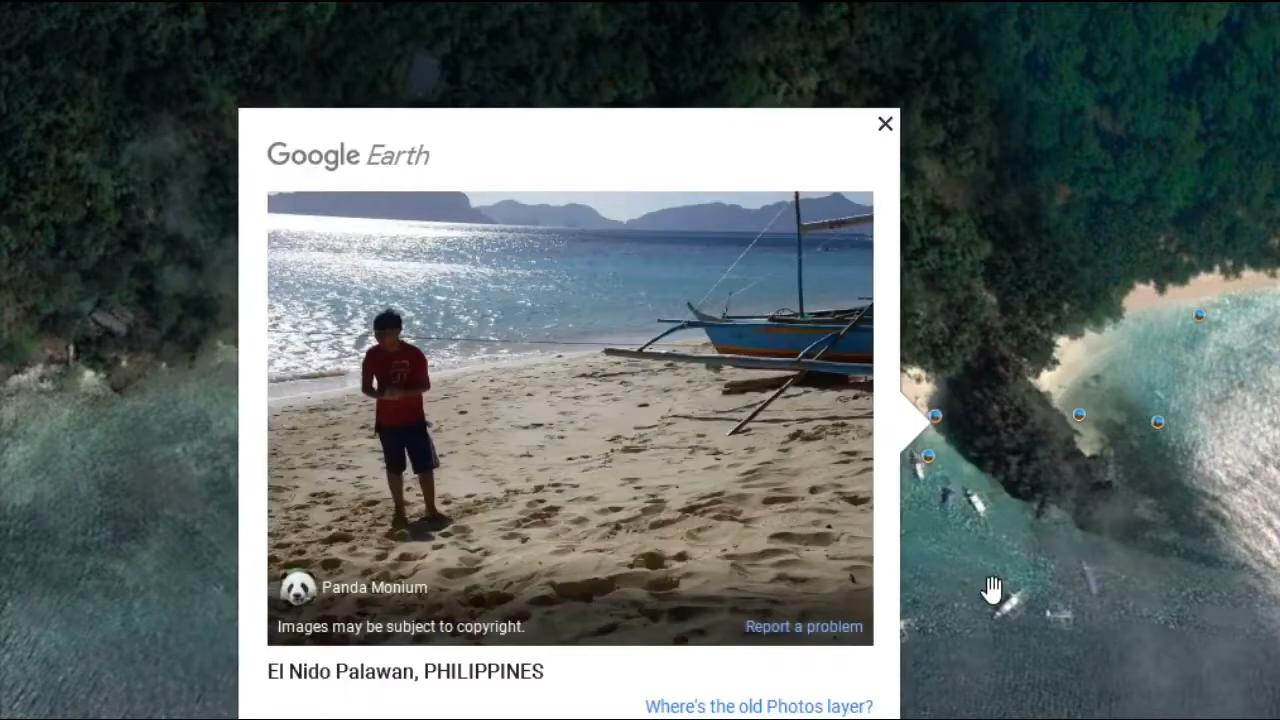 Google Earth
Panda Monium
Images may be subject to copyright.
Report a problem
El Nido Palawan, PHILIPPINES
Where's the old Photos layer?